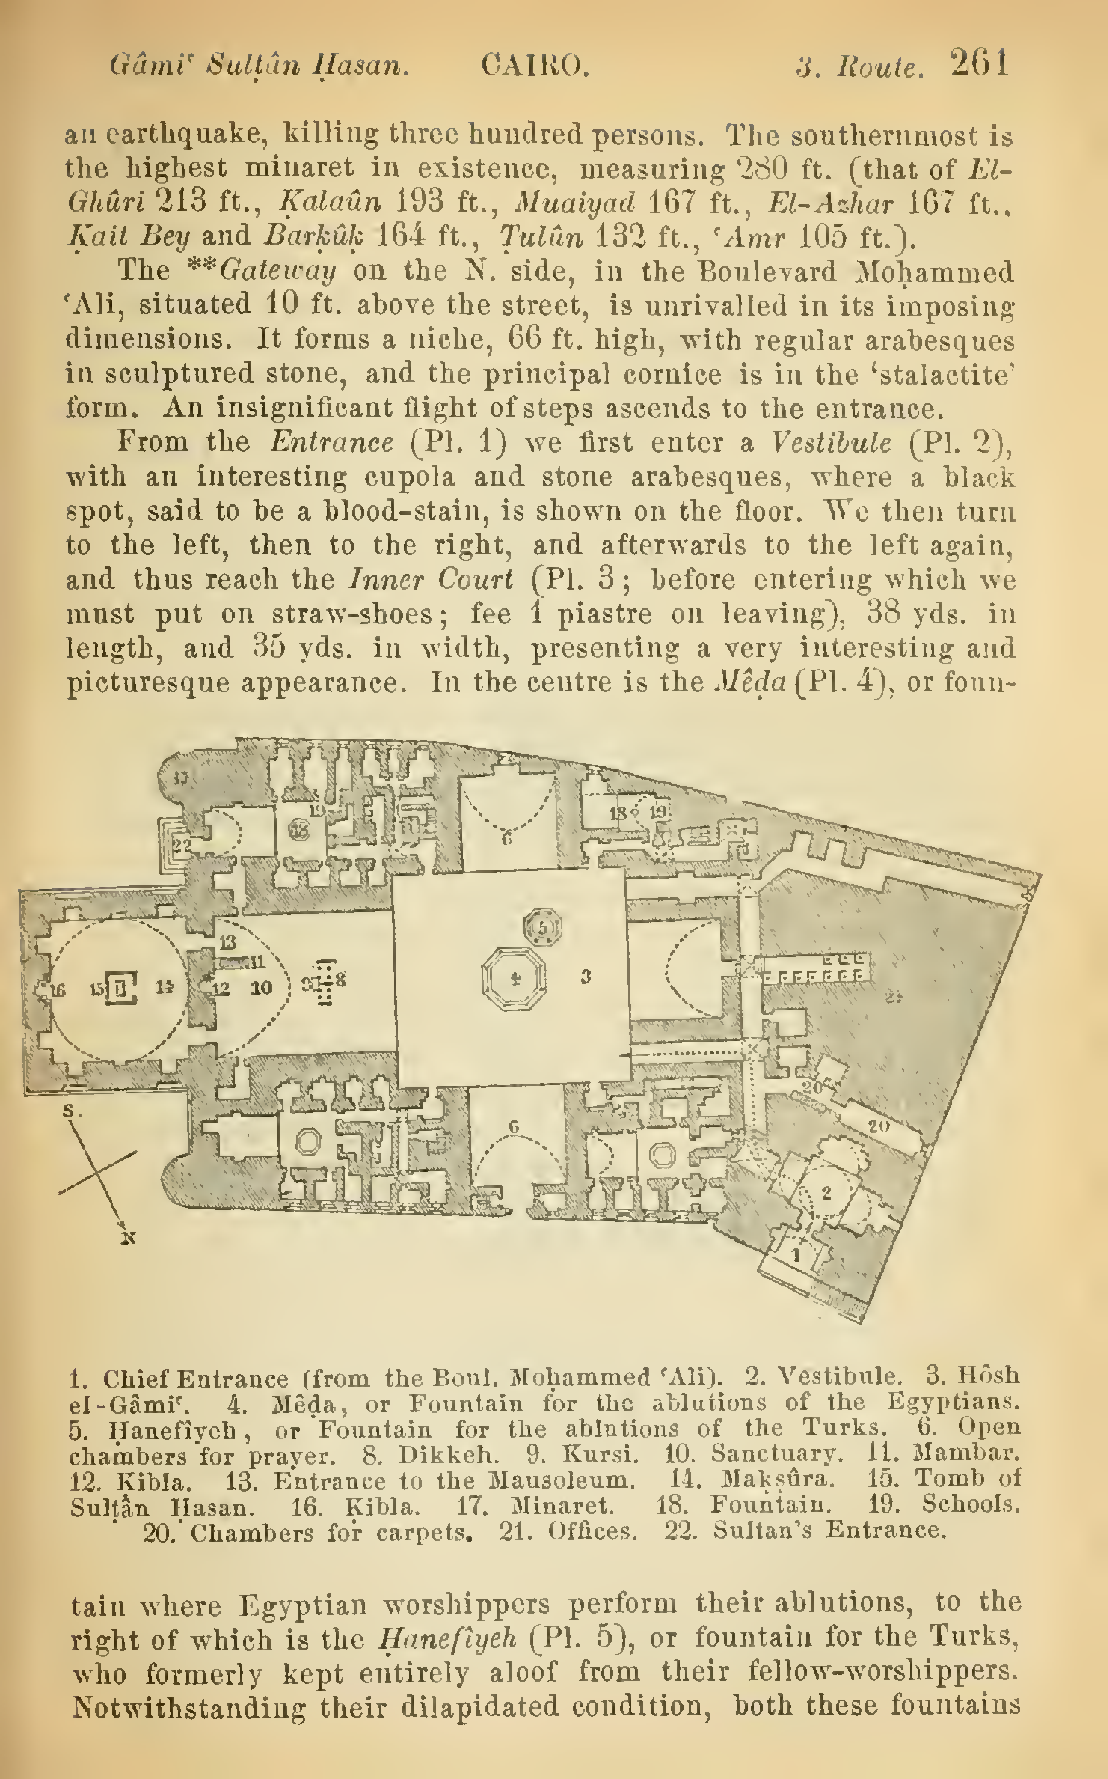 Gâmiʿ Sulṭân Ḥasan. CAIRO. 3. Route. 261
an earthquake, killing three hundred persons. The southernmost is
the highest minaret in existence, measuring 280 ft. (that of El-
Ghûri 213 ft., Ḳalaûn 193 ft., Muaiyad 167 ft., El-Azhar 167 ft.,
Ḳait Bey and Barḳûḳ 164 ft., Ṭulûn 132 ft., ʿAmr 105 ft.).
The **Gateway on the N. side, in the Boulevard Moḥammed
ʿAli, situated 10 ft. above the street, is unrivalled in its imposing
dimensions. It forms a niche, 66 ft. high, with regular arabesques
in sculptured stone, and the principal cornice is in the ‘stalactite’
form. An insignificant flight of steps ascends to the entrance.
From the Entrance (Pl. 1) we first enter a Vestibule (Pl. 2),
with an interesting cupola and stone arabesques, where a black
spot, said to be a blood-stain, is shown on the floor. We then turn
to the left, then to the right, and afterwards to the left again,
and thus reach the Inner Court (Pl. 3; before entering which we
must put on straw-shoes; fee 1 piastre on leaving), 38 yds. in
length, and 35 yds. in width, presenting a very interesting and
picturesque appearance. In the centre is the Mêḍa (Pl. 4), or foun-
17
19
18
6
18
19
22
5
13
11
16
15
14
12
10
9
8
4
3
21
S.
20
6
20
2
N
1
1. Chief Entrance (from the Boul. Moḥammed ʿAli). 2. Vestibule. 3. Hôsh
el-Gâmiʿ. 4. Mêḍa, or Fountain for the ablutions of the Egyptians.
5. Ḥanefîyeh, or Fountain for the ablutions of the Turks. 6. Open
chambers for prayer. 8. Dikkeh. 9. Kursi. 10. Sanctuary. 11. Mambar.
12. Ḳibla. 13. Entrance to the Mausoleum. 14. Maḳṣûra. 15. Tomb of
Sulṭân Ḥasan. 16. Ḳibla. 17. Minaret. 18. Fountain. 19. Schools.
20. Chambers for carpets. 21. Offices. 22. Sultan's Entrance.
tain where Egyptian worshippers perform their ablutions, to the
right of which is the Ḥanefîyeh (Pl. 5), or fountain for the Turks,
who formerly kept entirely aloof from their fellow-worshippers.
Notwithstanding their dilapidated condition, both these fountains